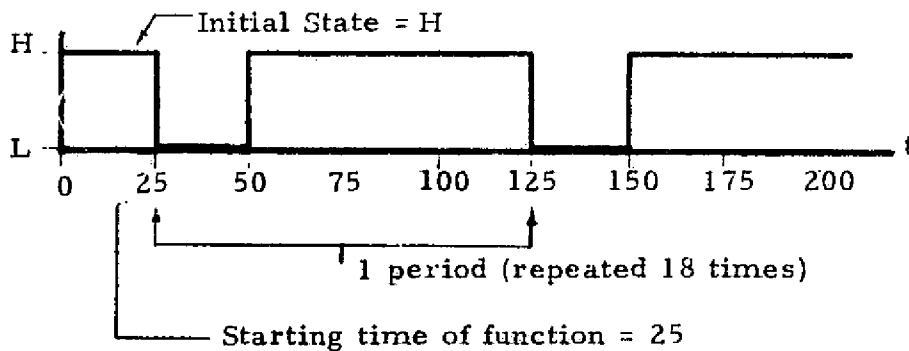 Initial State = H
H
L
t
0 25 50 75 100 125 150 175 200
1 period (repeated 18 times)
Starting time of function = 25